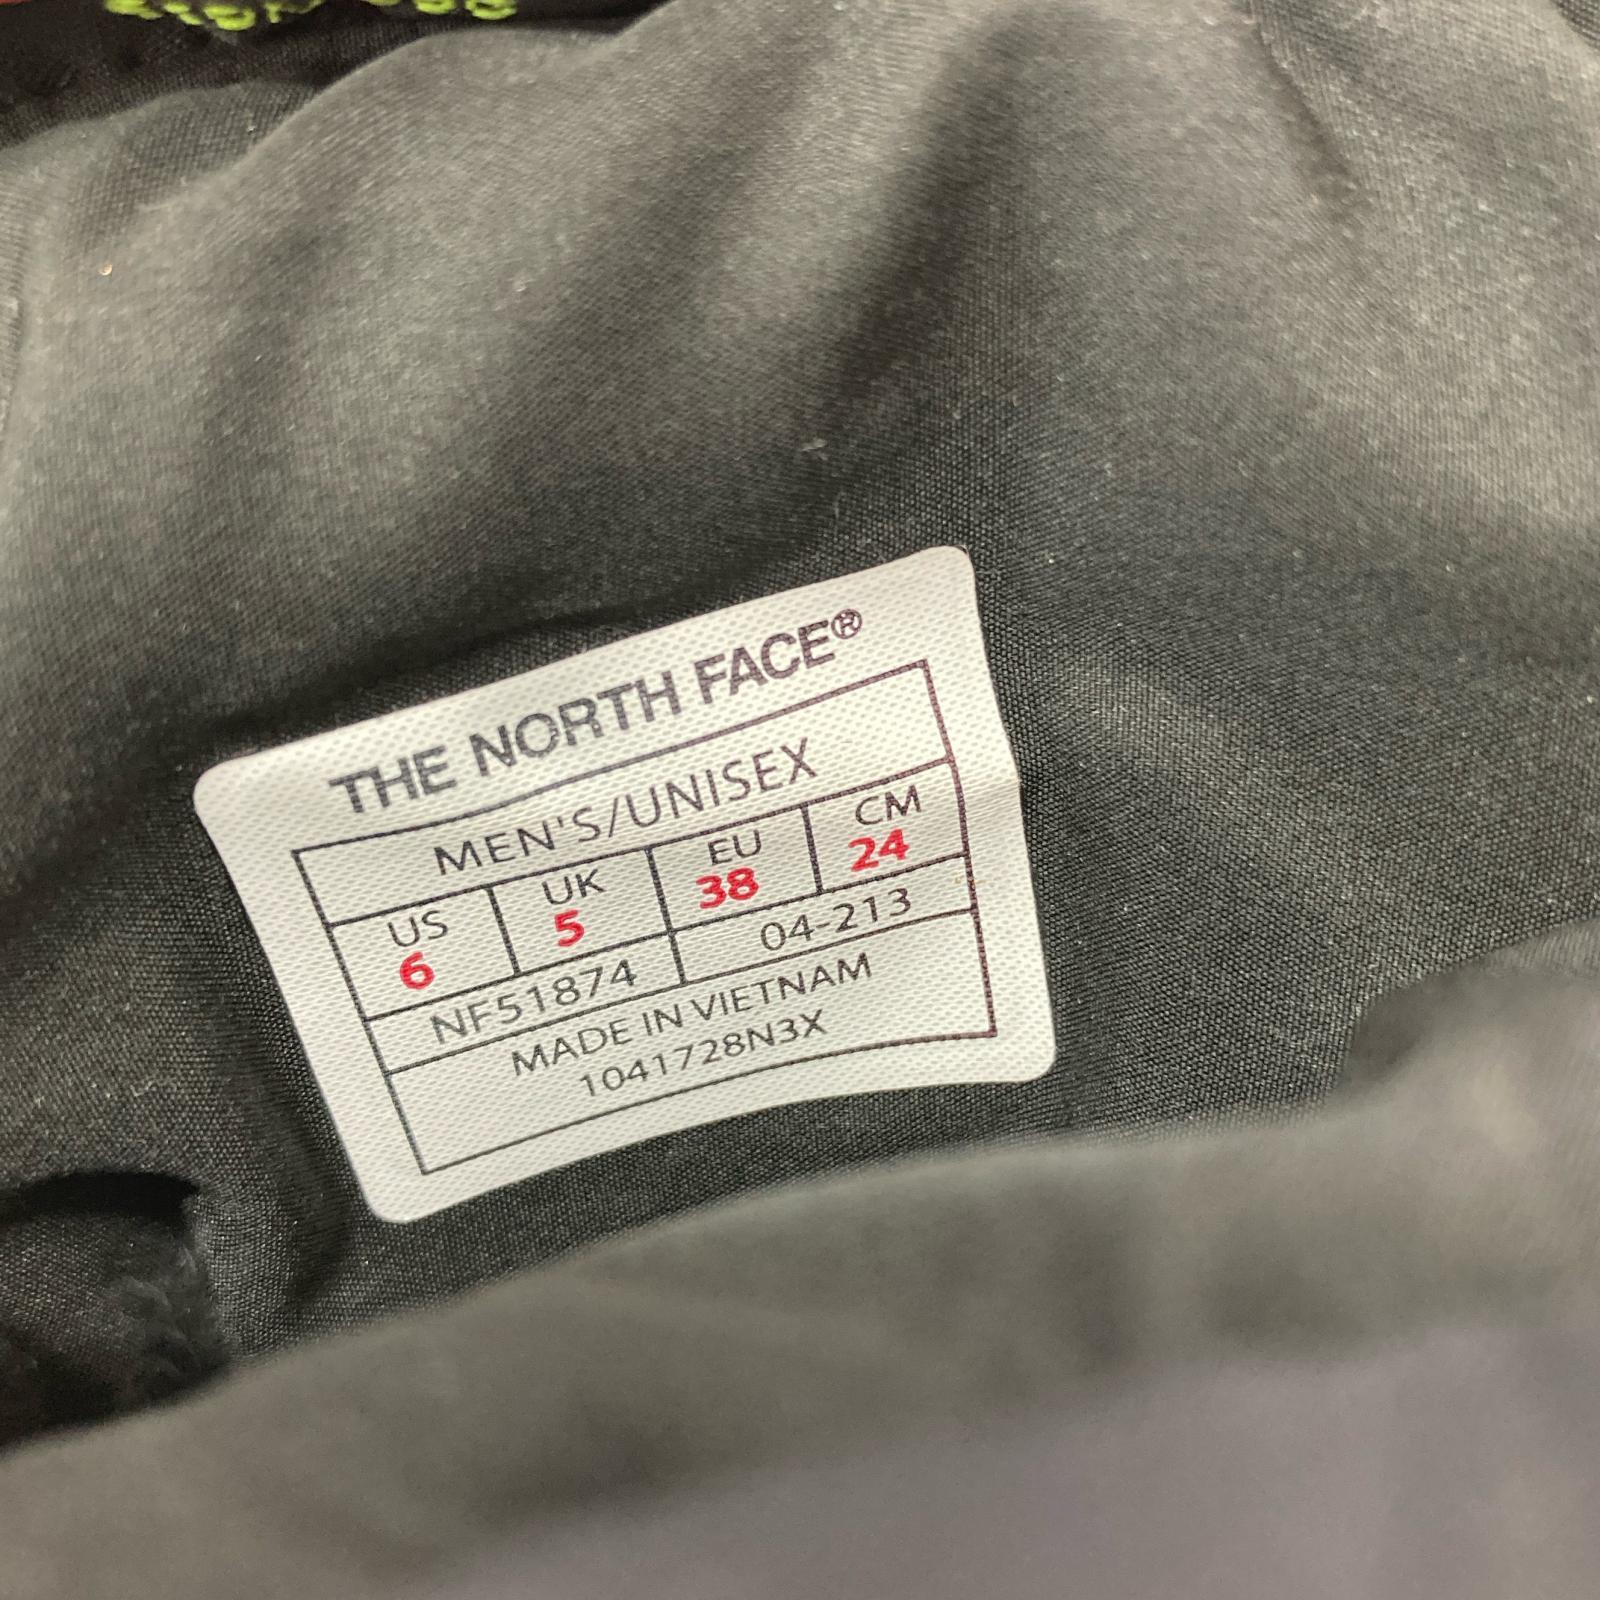 THE NORTH FACE®
MEN'S/UNISEX
US UK EU CM
6 5 38 24
NF51874 04-213
MADE IN VIETNAM
1041728N3X